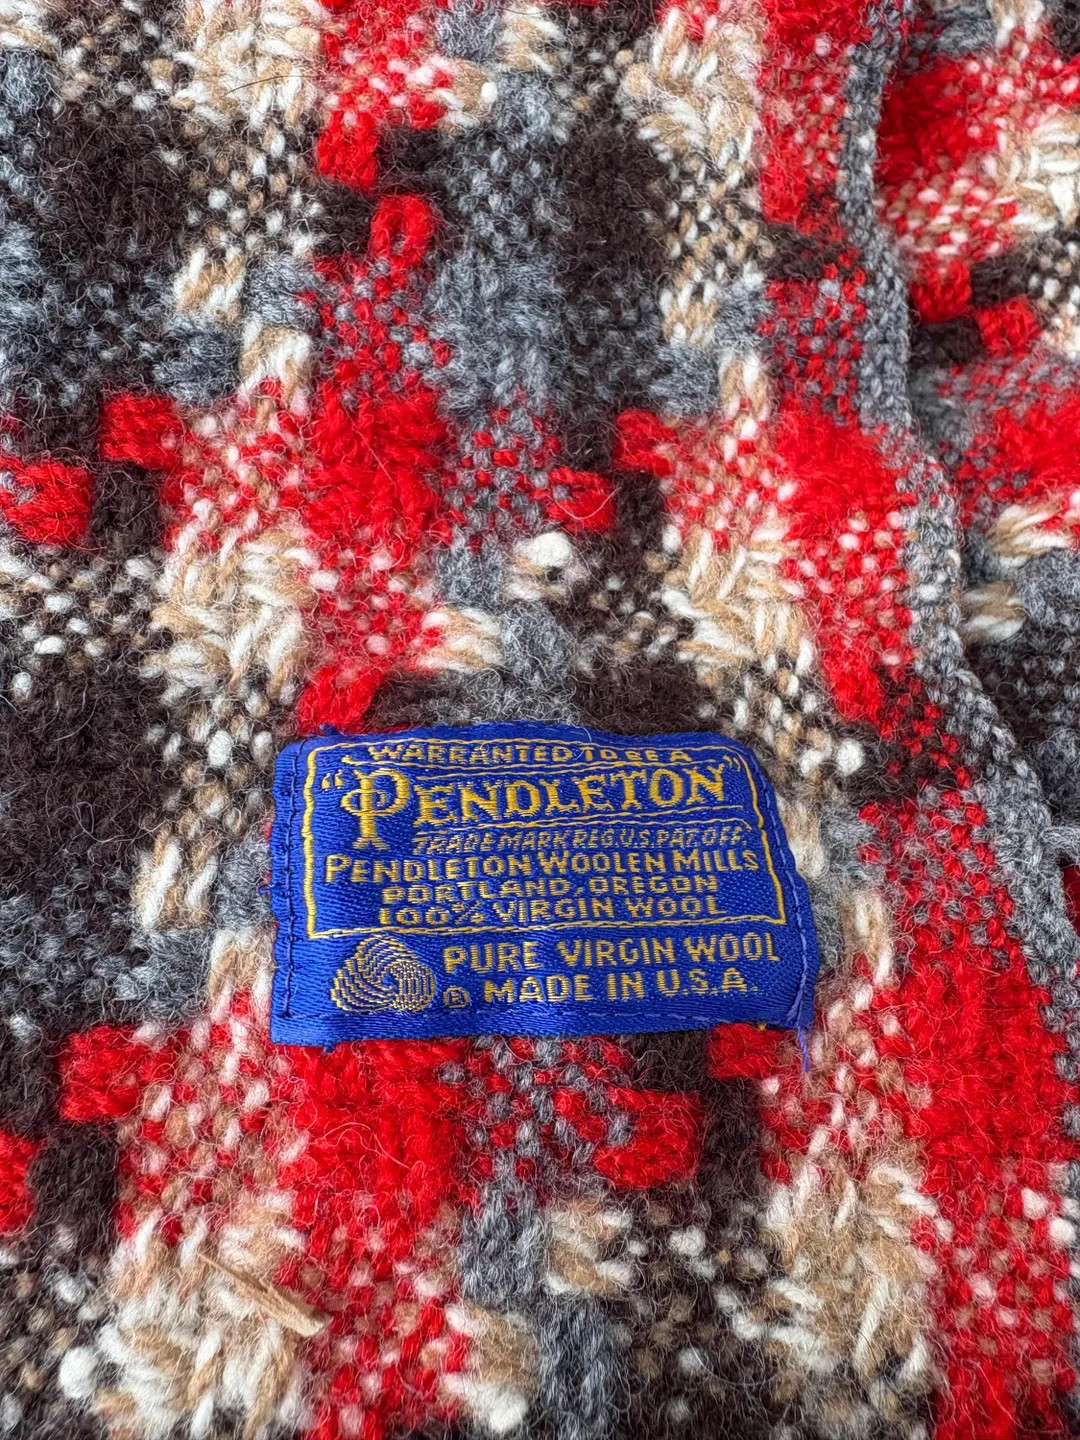 WARRANTED TO BE A
"PENDLETON"
TRADE MARK REG. U.S. PAT. OFF.
PENDLETON WOOLEN MILLS
PORTLAND, OREGON
100% VIRGIN WOOL
PURE VIRGIN WOOL
® MADE IN U.S.A.